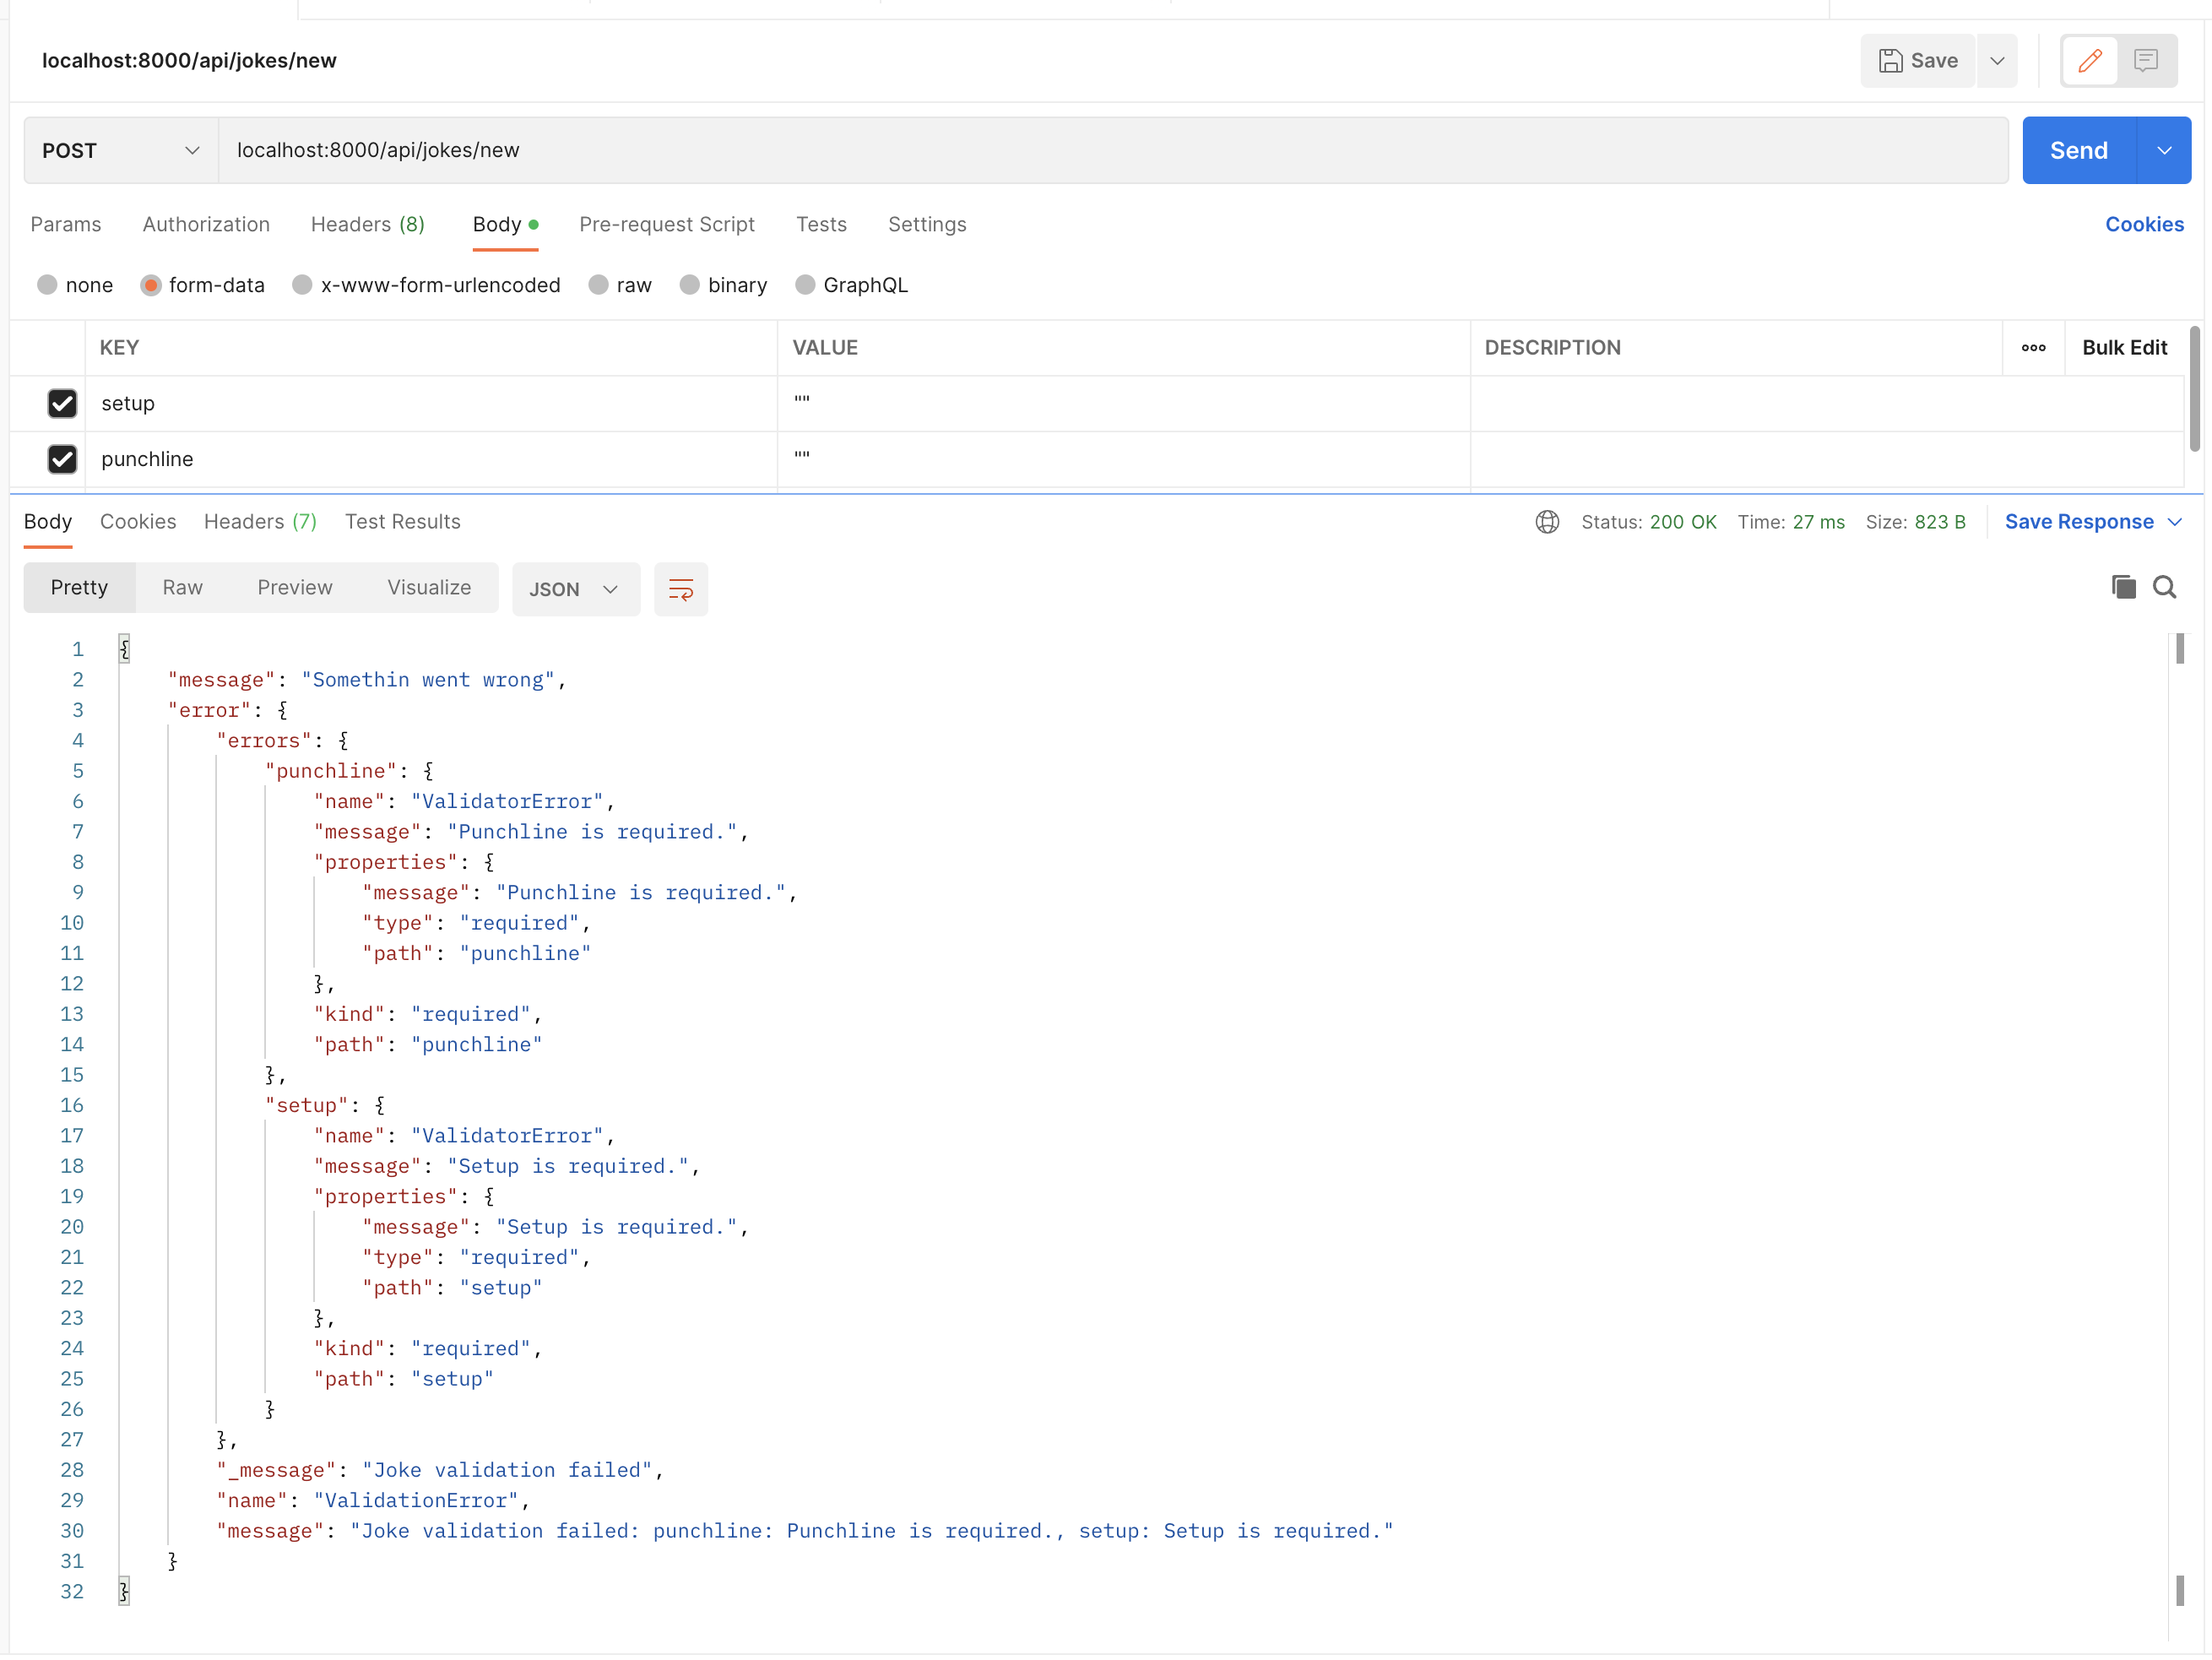 localhost:8000/api/jokes/new
Save
POST localhost:8000/api/jokes/new Send
Params Authorization Headers (8) Body Pre-request Script Tests Settings Cookies
none form-data x-www-form-urlencoded raw binary GraphQL
KEY VALUE DESCRIPTION ooo Bulk Edit
setup ""
punchline ""
Body Cookies Headers (7) Test Results Status: 200 OK Time: 27 ms Size: 823 B Save Response
Pretty Raw Preview Visualize JSON
1 {
2 "message": "Somethin went wrong",
3 "error": {
4 "errors": {
5 "punchline": {
6 "name": "ValidatorError",
7 "message": "Punchline is required.",
8 "properties": {
9 "message": "Punchline is required.",
10 "type": "required",
11 "path": "punchline"
12 },
13 "kind": "required",
14 "path": "punchline"
15 },
16 "setup": {
17 "name": "ValidatorError",
18 "message": "Setup is required.",
19 "properties": {
20 "message": "Setup is required.",
21 "type": "required",
22 "path": "setup"
23 },
24 "kind": "required",
25 "path": "setup"
26 }
27 },
28 "_message": "Joke validation failed",
29 "name": "ValidationError",
30 "message": "Joke validation failed: punchline: Punchline is required., setup: Setup is required."
31 }
32 }